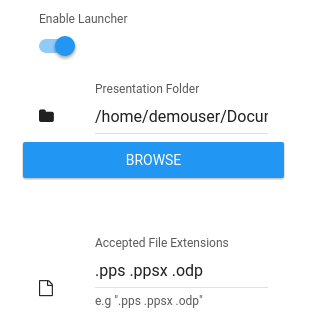 Enable Launcher
Presentation Folder
/home/demouser/Docur
BROWSE
Accepted File Extensions
.pps .ppsx .odp
e.g ".pps .ppsx .odp"